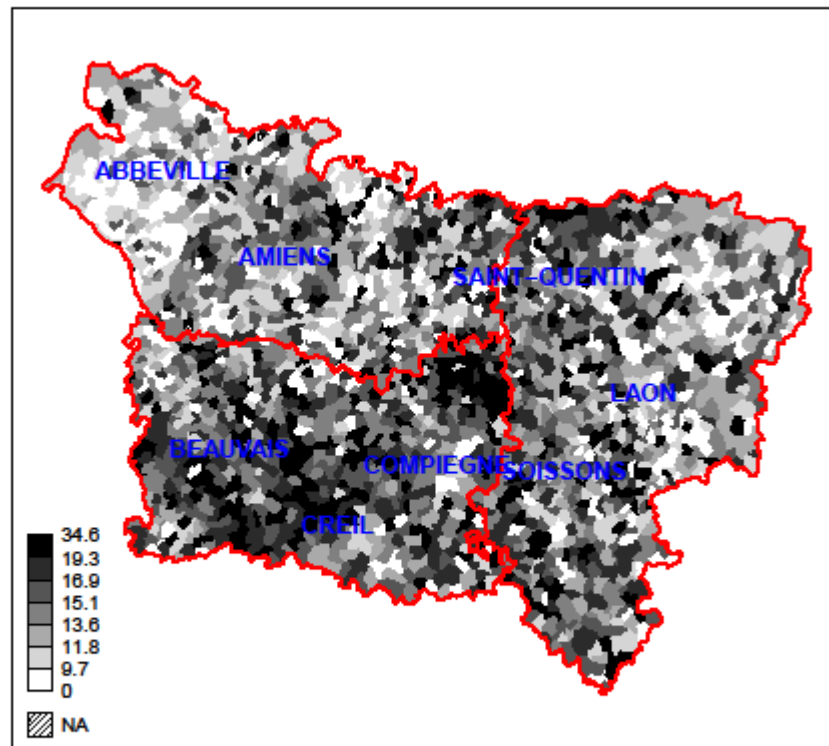 ABBEVILLE
AMIENS
SAINT−QUENTIN
LAON
BEAUVAIS
COMPIEGNE
SOISSONS
CREIL
34.6
19.3
16.9
15.1
13.6
11.8
9.7
0
NA